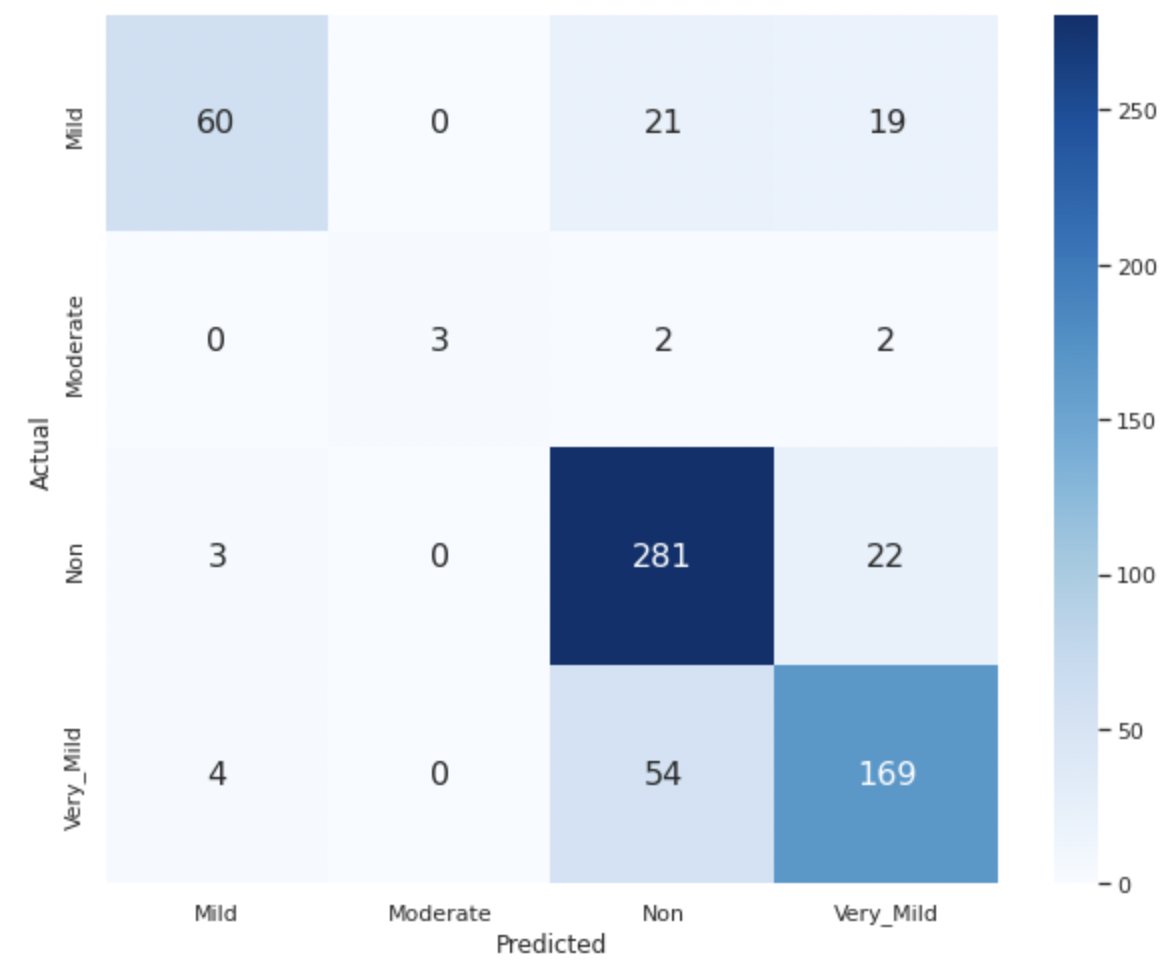 Actual
Mild
60 0 21 19
Moderate
0 3 2 2
Non
3 0 281 22
Very_Mild
4 0 54 169
Mild Moderate Non Very_Mild
Predicted
250
200
150
100
50
0